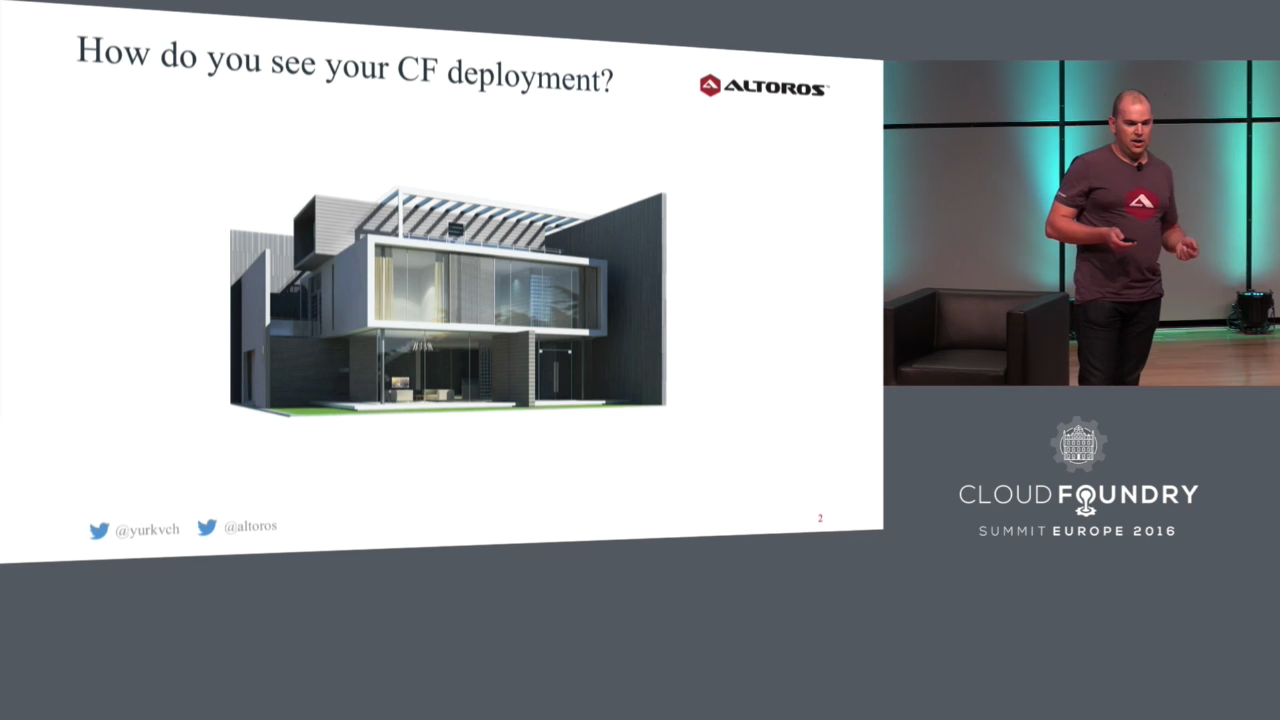 How do you see your CF deployment?
ALTOROS
@yurkvch @altoros
2
CLOUD FOUNDRY
SUMMIT EUROPE 2016